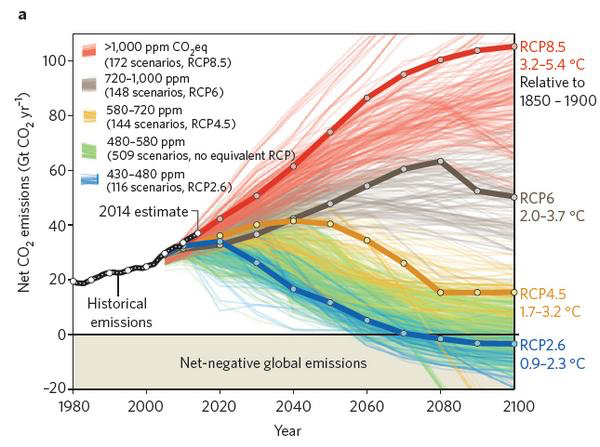 a
>1,000 ppm CO2eq
(172 scenarios, RCP8.5)
720–1,000 ppm
(148 scenarios, RCP6)
580–720 ppm
(144 scenarios, RCP4.5)
480–580 ppm
(509 scenarios, no equivalent RCP)
430–480 ppm
(116 scenarios, RCP2.6)
2014 estimate
Historical
emissions
Net-negative global emissions
RCP8.5
3.2–5.4 °C
Relative to
1850 – 1900
RCP6
2.0–3.7 °C
RCP4.5
1.7–3.2 °C
RCP2.6
0.9–2.3 °C
Net CO2 emissions (Gt CO2 yr-1)
100
80
60
40
20
0
–20
1980
2000
2020
2040
2060
2080
2100
Year